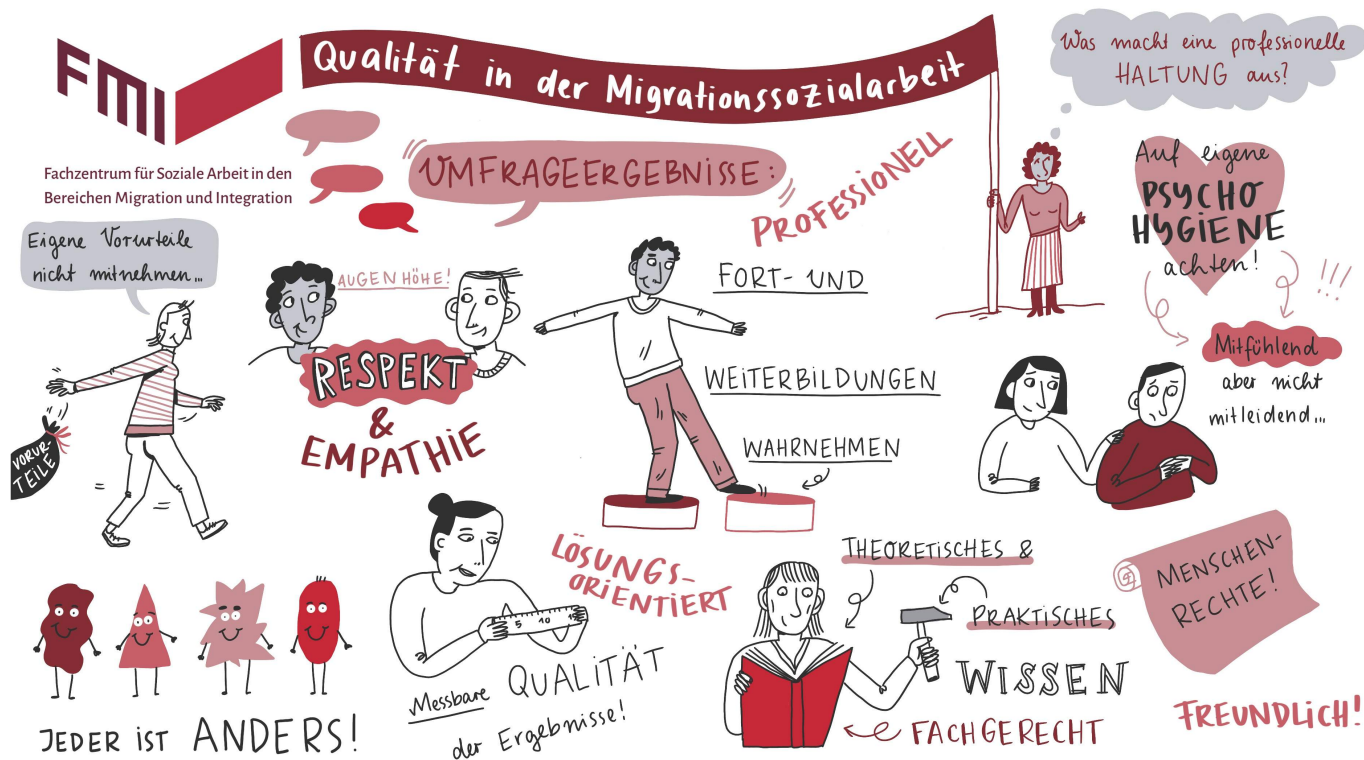 FMI
Fachzentrum für Soziale Arbeit in den
Bereichen Migration und Integration
Qualität in der Migrationssozialarbeit
UMFRAGEERGEBNISSE:
PROFESSIONELL
Was macht eine professionelle
HALTUNG aus?
Auf eigene
PSYCHO
HYGIENE
achten!
!!!
Mitfühlend
aber nicht
mitleidend...
Eigene Vorurteile
nicht mitnehmen...
VORUR-
TEILE
AUGENHÖHE!
RESPEKT
&
EMPATHIE
FORT- UND
WEITERBILDUNGEN
WAHRNEHMEN
JEDER IST ANDERS!
5 10 15
Messbare QUALITÄT
der Ergebnisse!
LÖSUNGS-
ORIENTIERT
THEORETISCHES &
PRAKTISCHES
WISSEN
FACHGERECHT
MENSCHEN-
RECHTE!
FREUNDLICH!